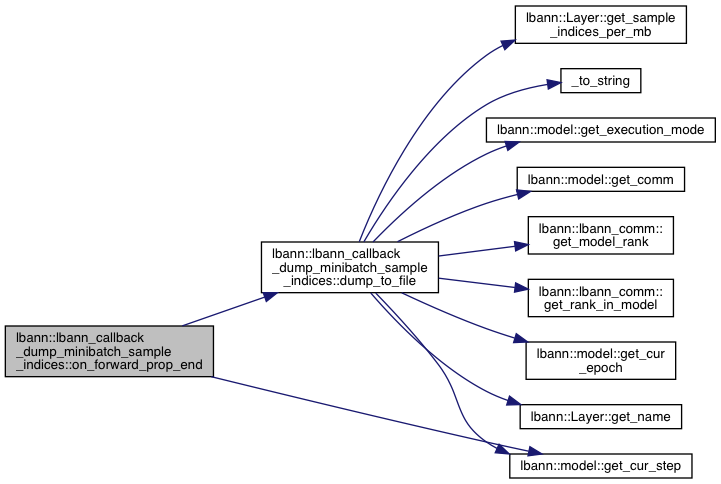 lbann::Layer::get_sample
_indices_per_mb
_to_string
lbann::model::get_execution_mode
lbann::model::get_comm
lbann::lbann_comm::
get_model_rank
lbann::lbann_callback
_dump_minibatch_sample
_indices::dump_to_file
lbann::lbann_comm::
get_rank_in_model
lbann::lbann_callback
_dump_minibatch_sample
_indices::on_forward_prop_end
lbann::model::get_cur
_epoch
lbann::Layer::get_name
lbann::model::get_cur_step